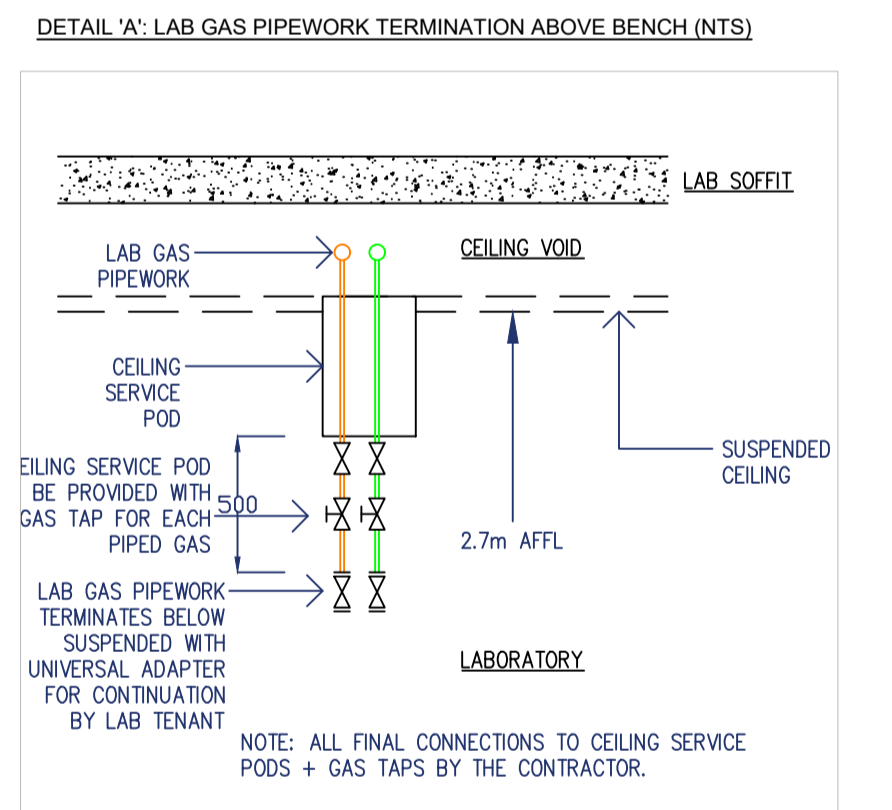 DETAIL 'A': LAB GAS PIPEWORK TERMINATION ABOVE BENCH (NTS)
LAB SOFFIT
LAB GAS
PIPEWORK
CEILING VOID
CEILING
SERVICE
POD
SUSPENDED
CEILING
EILING SERVICE POD
BE PROVIDED WITH
GAS TAP FOR EACH
PIPED GAS
500
2.7m AFFL
LAB GAS PIPEWORK
TERMINATES BELOW
SUSPENDED WITH
UNIVERSAL ADAPTER
FOR CONTINUATION
BY LAB TENANT
LABORATORY
NOTE: ALL FINAL CONNECTIONS TO CEILING SERVICE
PODS + GAS TAPS BY THE CONTRACTOR.